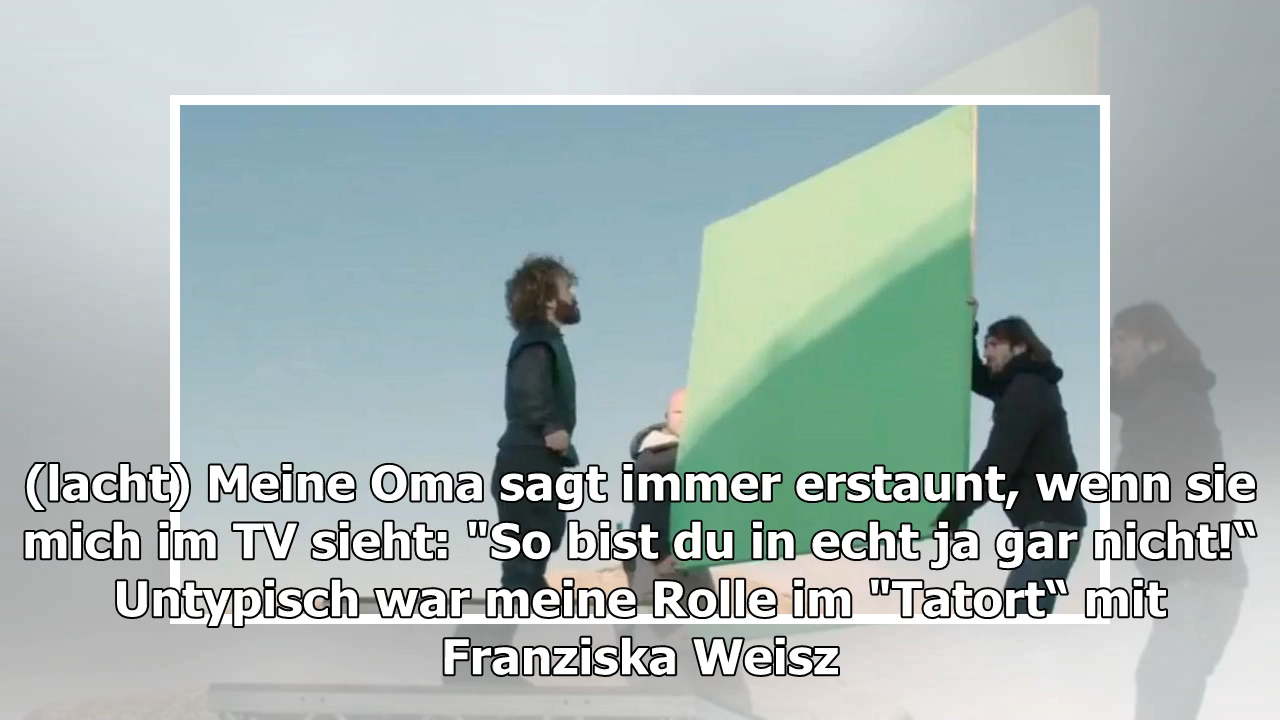 (lacht) Meine Oma sagt immer erstaunt, wenn sie
mich im TV sieht: "So bist du in echt ja gar nicht!“
Untypisch war meine Rolle im "Tatort“ mit
Franziska Weisz